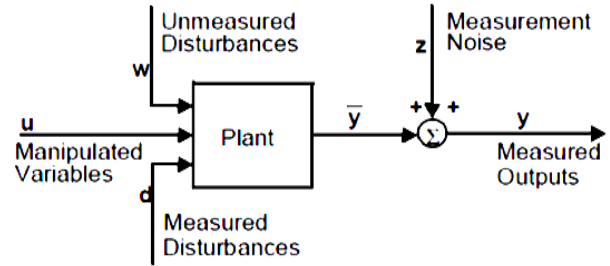 Unmeasured
Disturbances
w
Measurement
Noise
z
u
Manipulated
Variables
Plant
y
+ +
Σ
y
Measured
Outputs
d
Measured
Disturbances